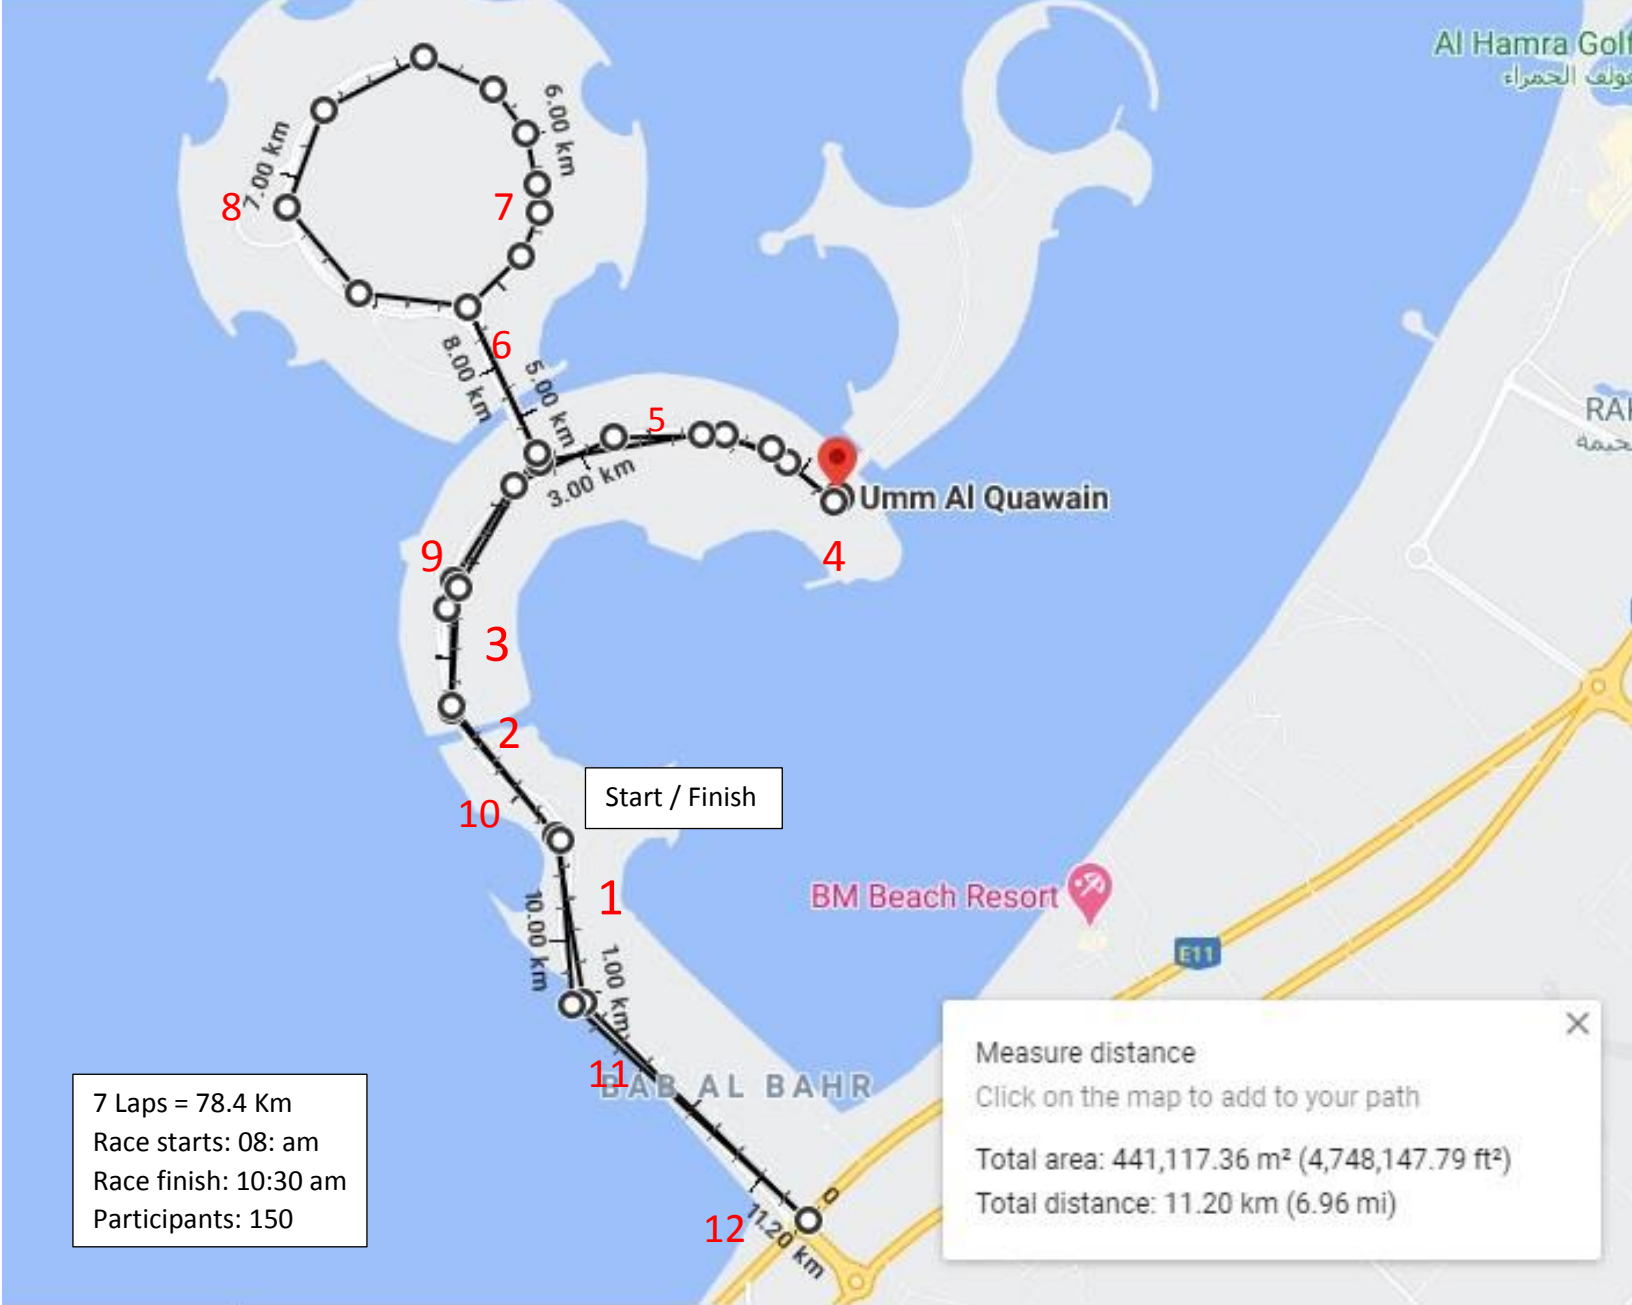 Al Hamra Golf
غولف الحمراء
6.00 km
7.00 km
8
7
6
8.00 km
5.00 km
5
3.00 km
RAK
Umm Al Quawain
9
4
3
2
Start / Finish
10
1
BM Beach Resort
10.00 km
1.00 km
E11
11
BAB AL BAHR
7 Laps = 78.4 Km
Race starts: 08: am
Race finish: 10:30 am
Participants: 150
Measure distance
Click on the map to add to your path
Total area: 441,117.36 m² (4,748,147.79 ft²)
Total distance: 11.20 km (6.96 mi)
0
12
11.20 km